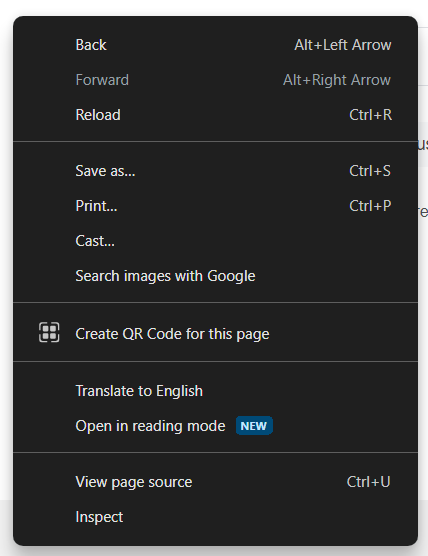 Back Alt+Left Arrow
Forward Alt+Right Arrow
Reload Ctrl+R
Save as... Ctrl+S
Print... Ctrl+P
Cast...
Search images with Google
Create QR Code for this page
Translate to English
Open in reading mode NEW
View page source Ctrl+U
Inspect